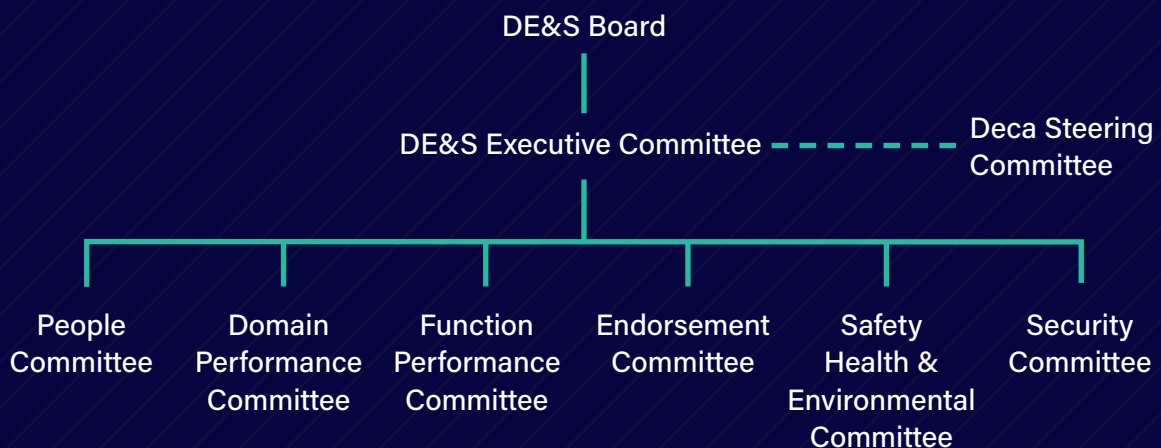 DE&S Board
DE&S Executive Committee
Deca Steering
Committee
People
Committee
Domain
Performance
Committee
Function
Performance
Committee
Endorsement
Committee
Safety
Health &
Environmental
Committee
Security
Committee